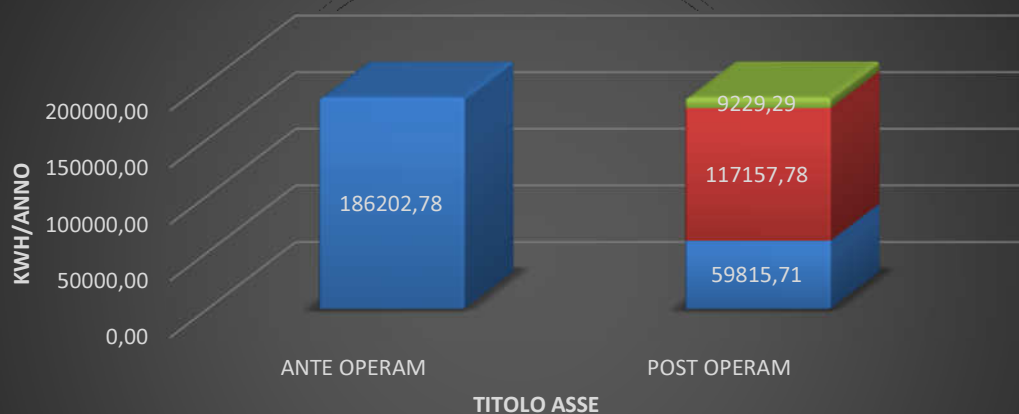 200000,00
150000,00
100000,00
50000,00
0,00
KWH/ANNO
186202,78
9229,29
117157,78
59815,71
ANTE OPERAM
POST OPERAM
TITOLO ASSE